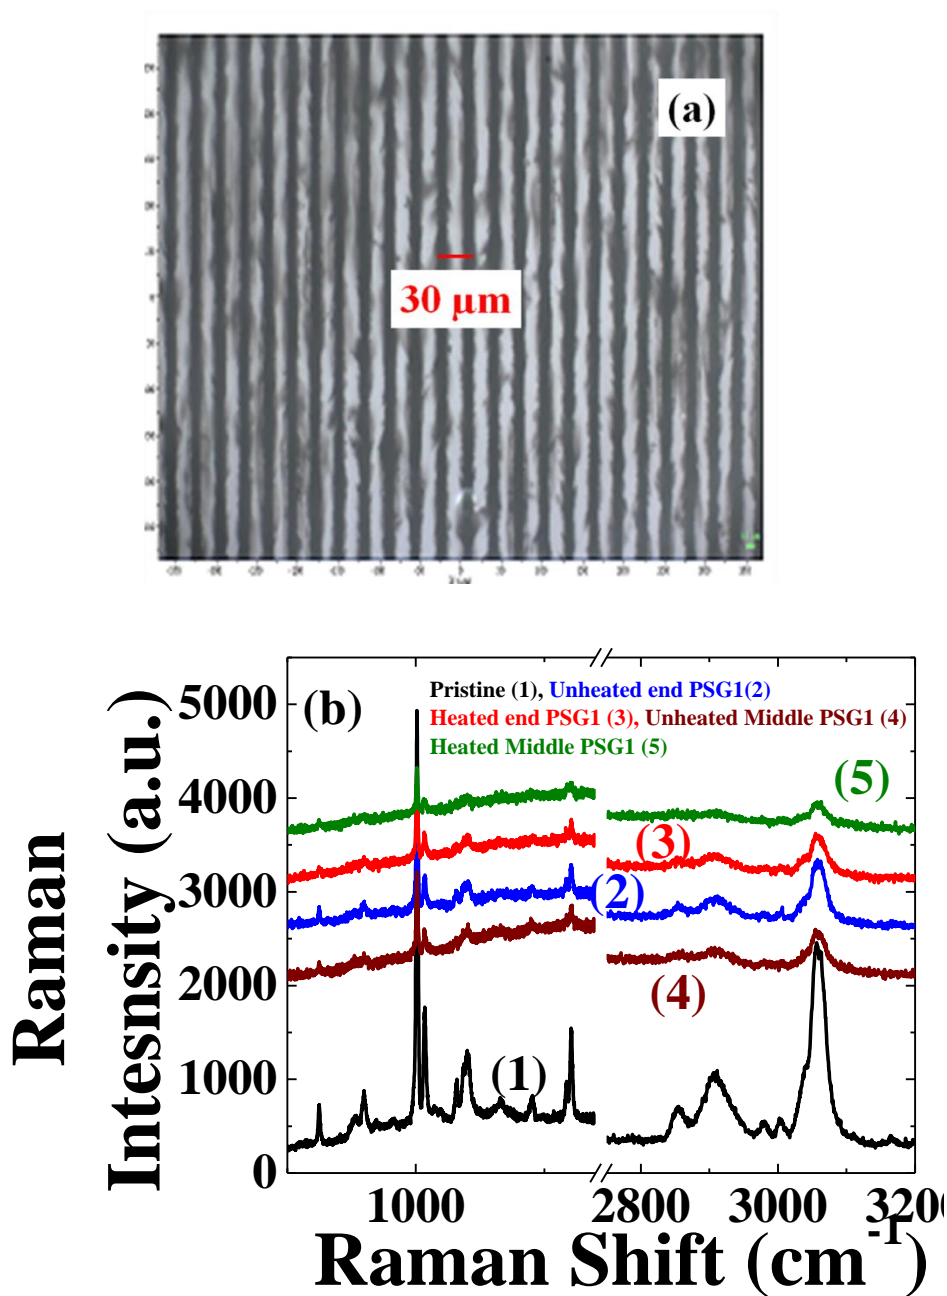 (a)
30 μm
(b)
Pristine (1), Unheated end PSG1(2)
Heated end PSG1 (3), Unheated Middle PSG1 (4)
Heated Middle PSG1 (5)
5000
4000
3000
2000
1000
0
(5)
(3)
(2)
(4)
(1)
Raman
Intesnsity (a.u.)
1000
2800
3000
320
Raman Shift (cm-1)